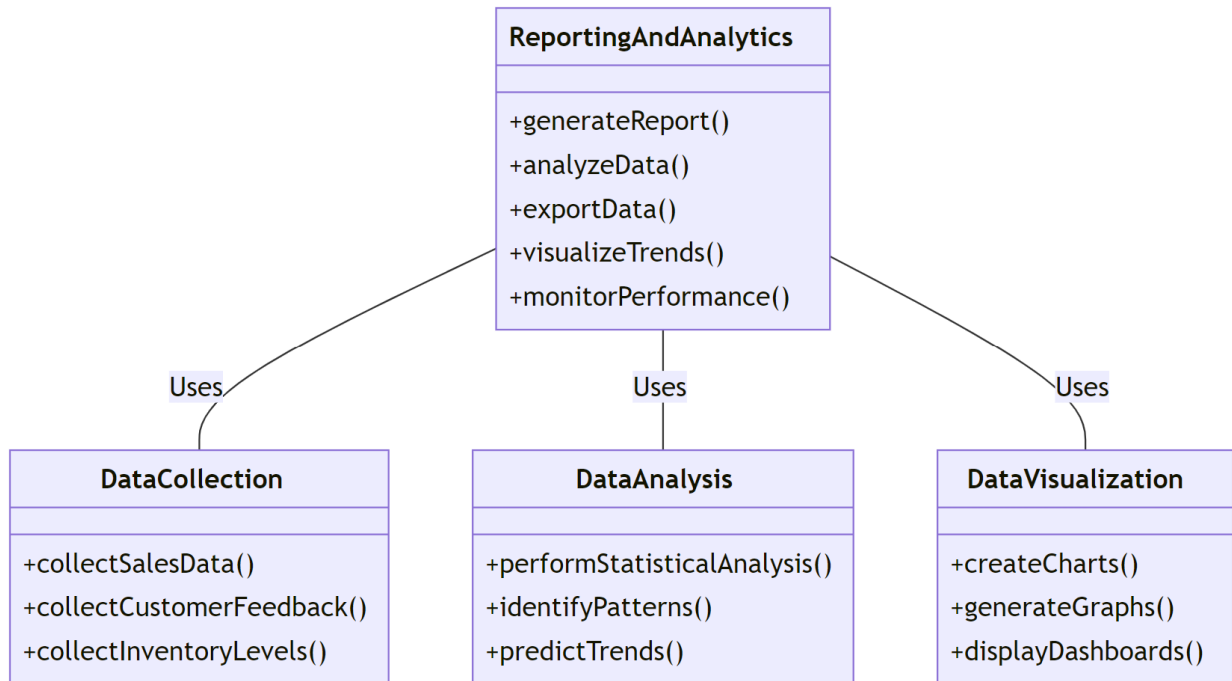 ReportingAndAnalytics
+generateReport()
+analyzeData()
+exportData()
+visualizeTrends()
+monitorPerformance()
Uses
Uses
Uses
DataCollection
+collectSalesData()
+collectCustomerFeedback()
+collectInventoryLevels()
DataAnalysis
+performStatisticalAnalysis()
+identifyPatterns()
+predictTrends()
DataVisualization
+createCharts()
+generateGraphs()
+displayDashboards()